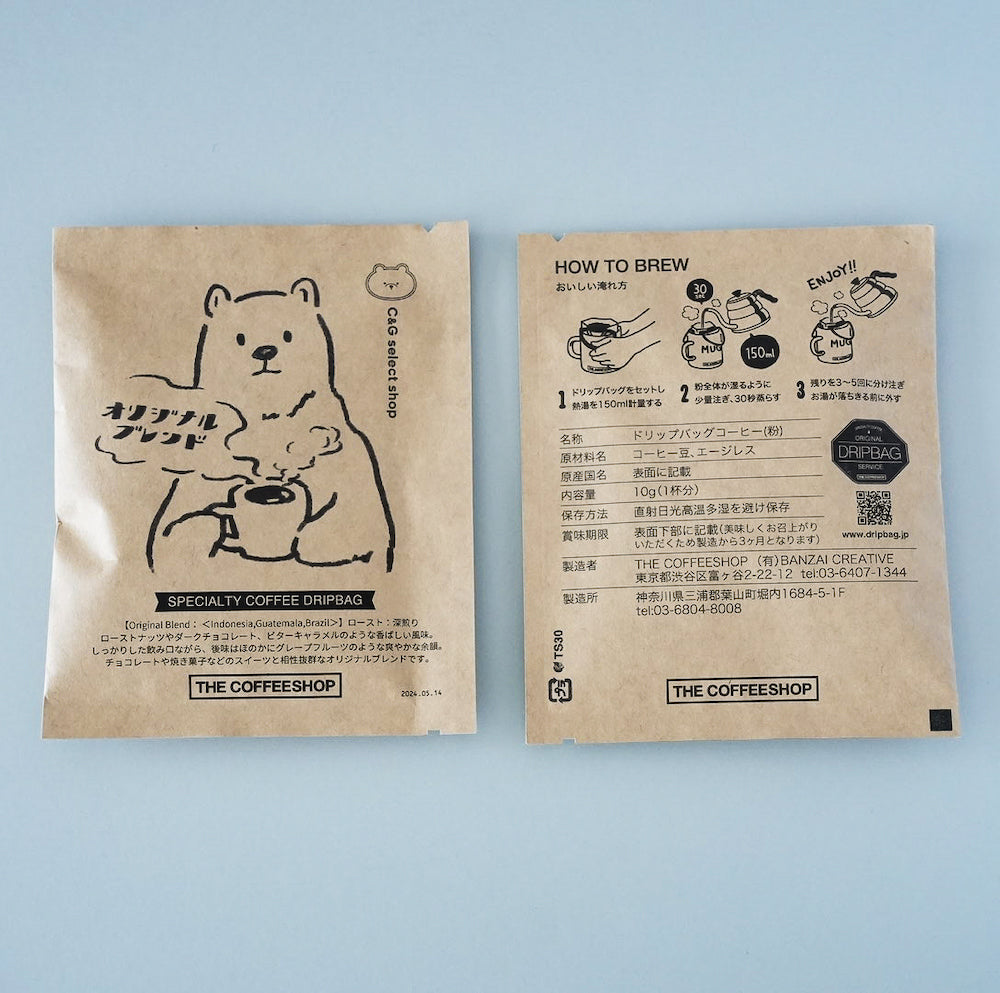 C&G select shop
オリジナル
ブレンド
SPECIALTY COFFEE DRIPBAG
【Original Blend：＜Indonesia,Guatemala,Brazil＞】ロースト：深煎り
ローストナッツやダークチョコレート、ビターキャラメルのような香ばしい風味。
しっかりした飲み口ながら、後味はほのかにグレープフルーツのような爽やかな余韻。
チョコレートや焼き菓子などのスイーツと相性抜群なオリジナルブレンドです。
THE COFFEESHOP
2024.05.14
HOW TO BREW
おいしい淹れ方
30
sec
MUG
150ml
ENJOY!!
MUG
1 ドリップバッグをセットし
熱湯を150ml計量する
2 粉全体が湿るように
少量注ぎ、30秒蒸らす
3 残りを3〜5回に分け注ぎ
お湯が落ちきる前に外す
名称 ドリップバッグコーヒー(粉)
原材料名 コーヒー豆、エージレス
原産国名 表面に記載
内容量 10g(1杯分)
保存方法 直射日光高温多湿を避け保存
賞味期限 表面下部に記載(美味しくお召上がり
いただくため製造から3ヶ月となります)
製造者 THE COFFEESHOP (有)BANZAI CREATIVE
東京都渋谷区富ヶ谷2-22-12 tel:03-6407-1344
製造所 神奈川県三浦郡葉山町堀内1684-5-1F
tel:03-6804-8008
ORIGINAL
DRIPBAG
SERVICE
www.dripbag.jp
TS30
プラ
THE COFFEESHOP